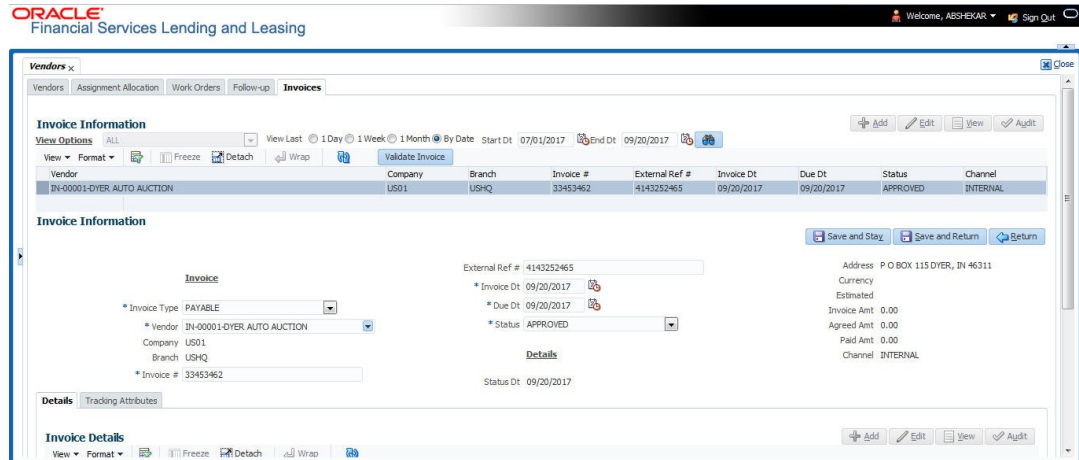 ORACLE
Welcome, ABSHEKAR Sign Out
Financial Services Lending and Leasing
Vendors x Close
Vendors Assignment Allocation Work Orders Follow-up Invoices
Invoice Information Add Edit View Audit
View Options ALL View Last 1 Day 1 Week 1 Month By Date Start Dt 07/01/2017 End Dt 09/20/2017
View Format Freeze Detach Wrap Validate Invoice
Vendor Company Branch Invoice # External Ref # Invoice Dt Due Dt Status Channel
IN-00001-DYER AUTO AUCTION US01 USHQ 33453462 4143252465 09/20/2017 09/20/2017 APPROVED INTERNAL
Invoice Information
Save and Stay Save and Return Return
Invoice
* Invoice Type PAYABLE
* Vendor IN-00001-DYER AUTO AUCTION
Company US01
Branch USHQ
* Invoice # 33453462
External Ref # 4143252465
* Invoice Dt 09/20/2017
* Due Dt 09/20/2017
* Status APPROVED
Details
Status Dt 09/20/2017
Address P O BOX 115 DYER, IN 46311
Currency
Estimated
Invoice Amt 0.00
Agreed Amt 0.00
Paid Amt 0.00
Channel INTERNAL
Details Tracking Attributes
Invoice Details Add Edit View Audit
View Format Freeze Detach Wrap